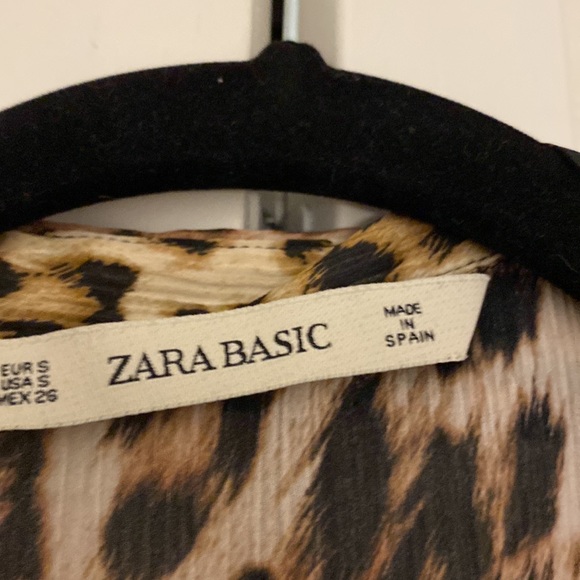 EUR S
USA S
MEX 26
ZARA BASIC
MADE
IN
SPAIN